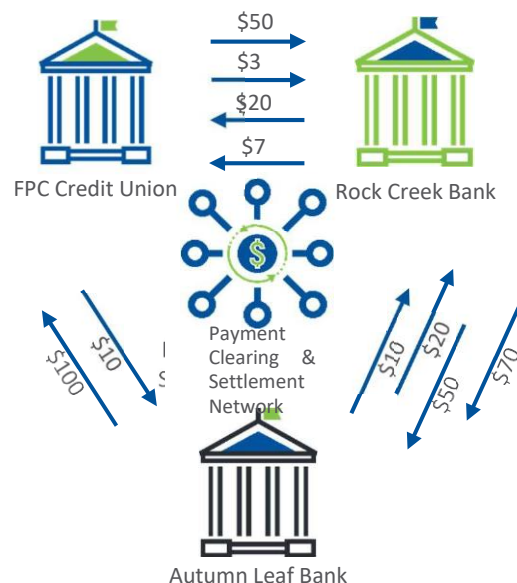 $50
$3
$20
$7
FPC Credit Union
Rock Creek Bank
$
Payment
Clearing &
Settlement
Network
$100
$10
$10
$20
$50
$70
Autumn Leaf Bank